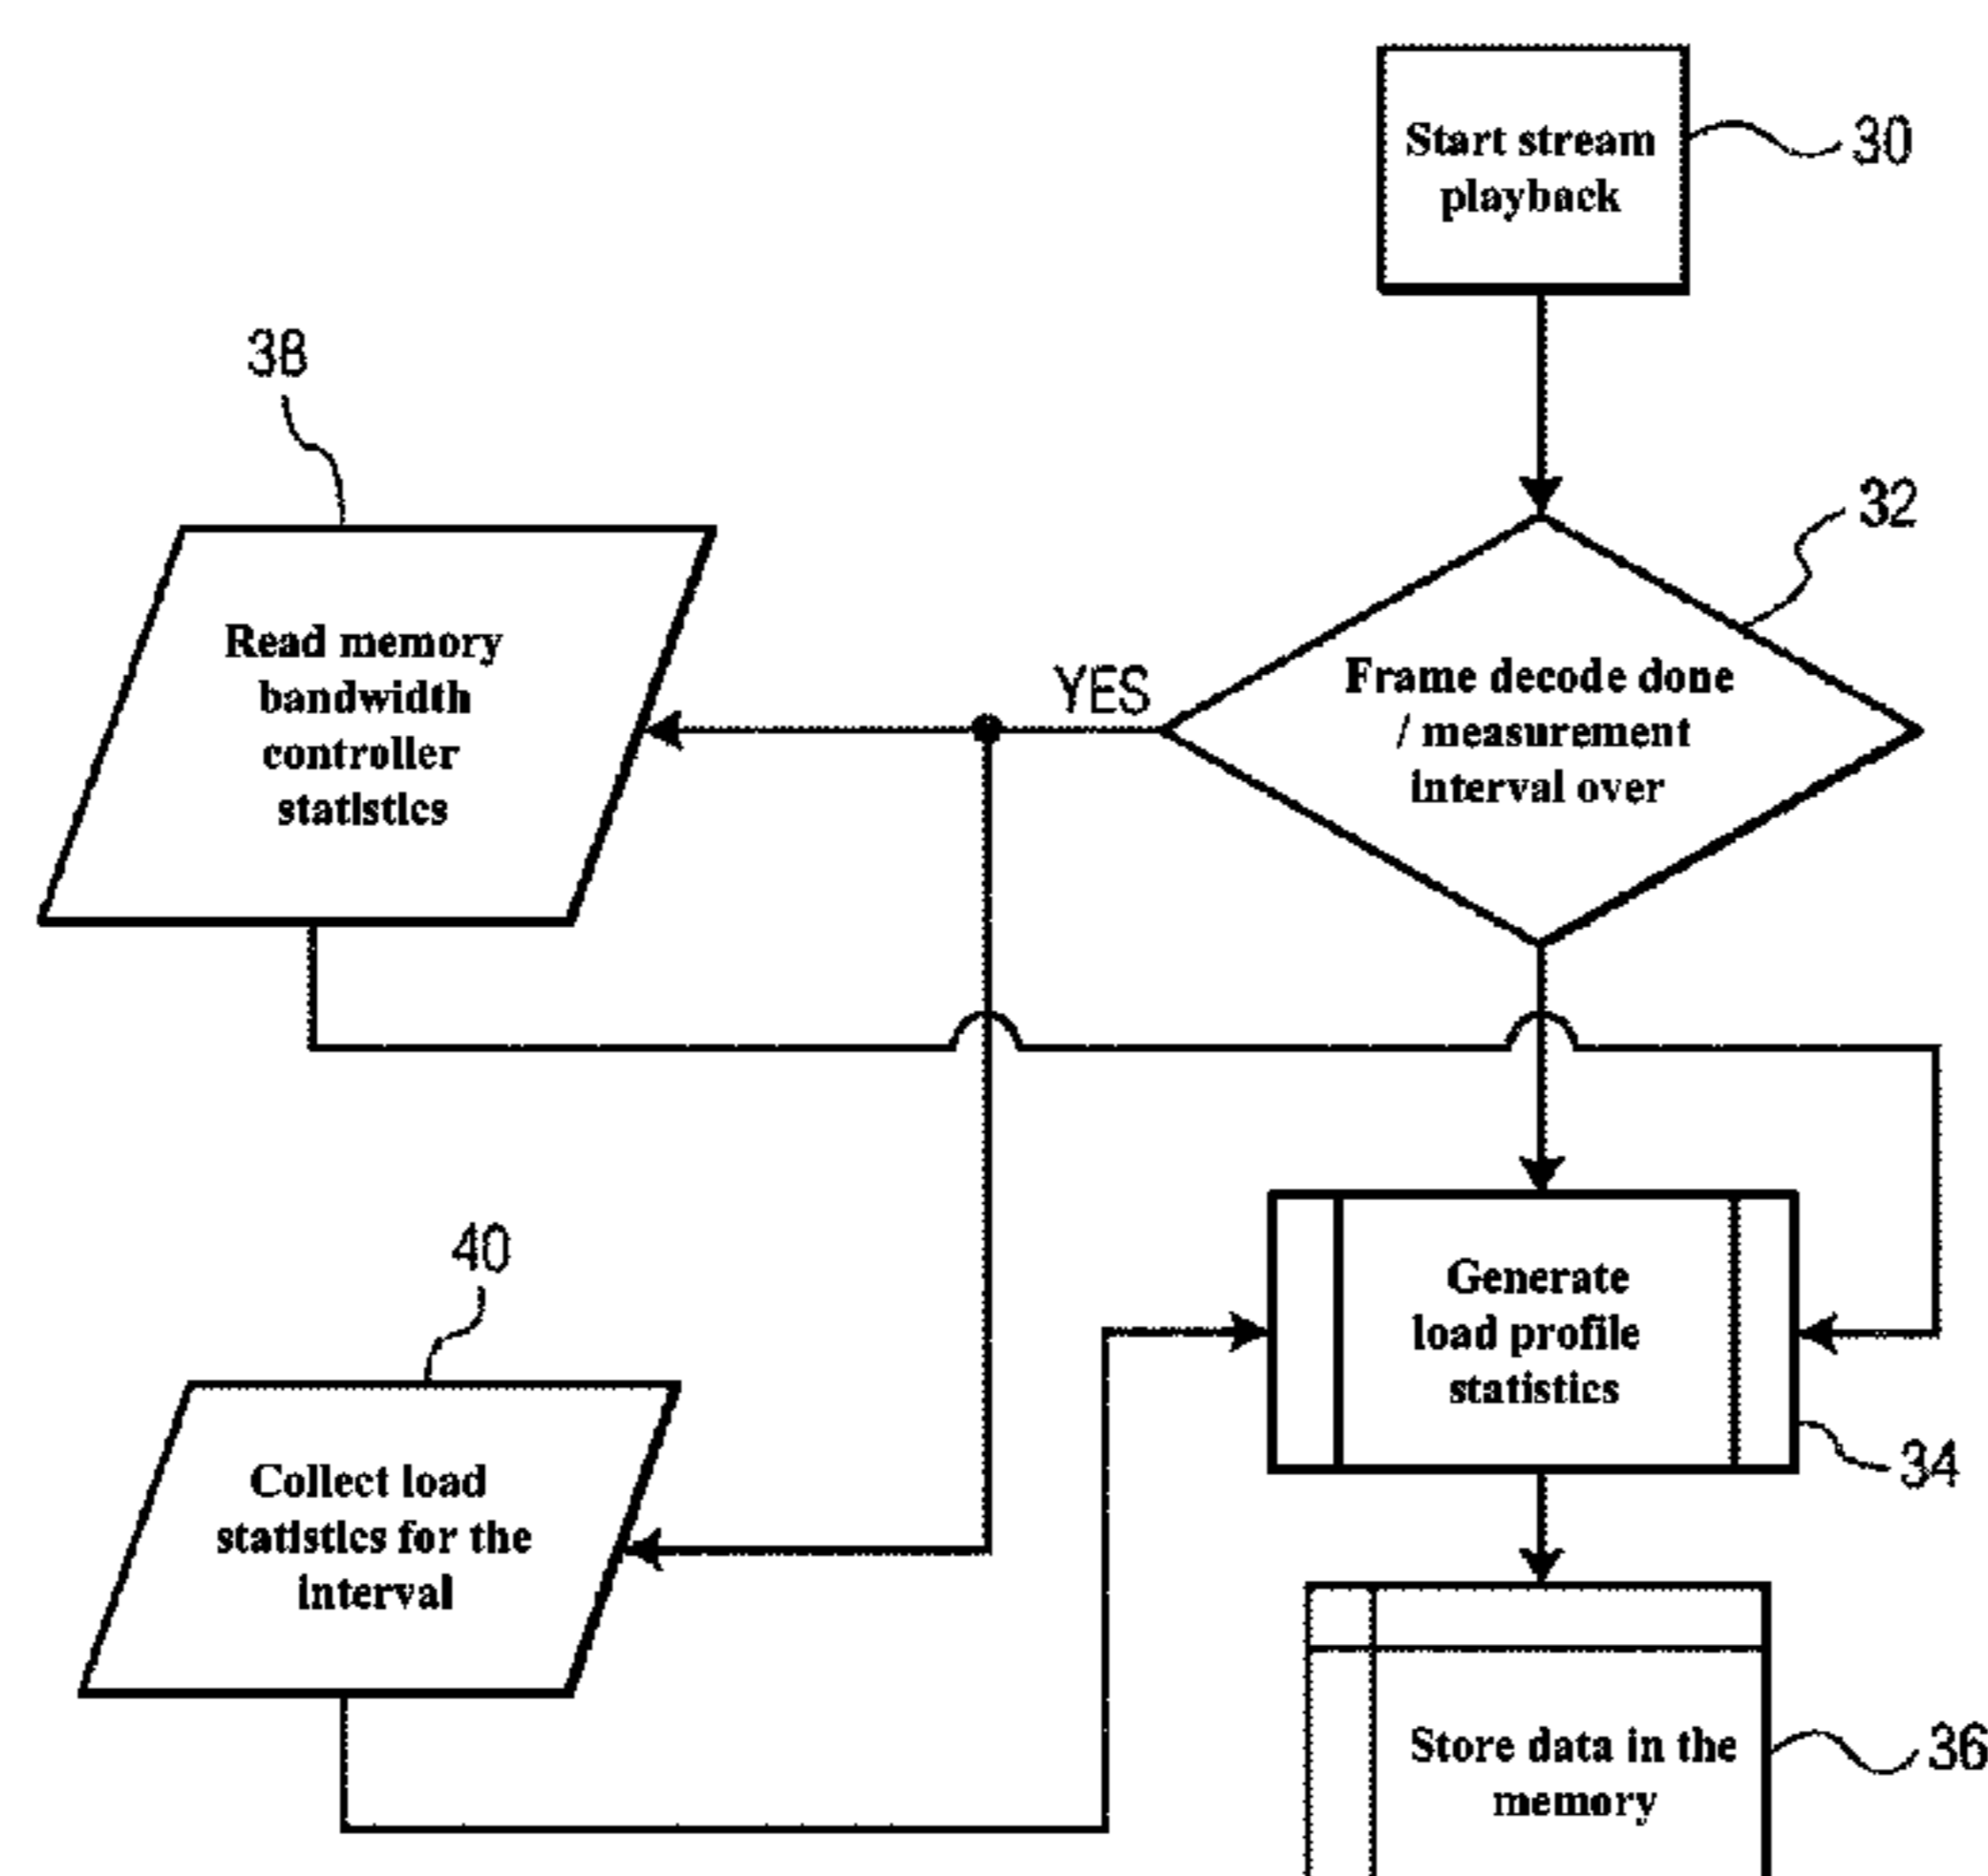 Start stream
playback
30
38
32
Read memory
bandwidth
controller
statistics
YES
Frame decode done
/ measurement
interval over
40
Generate
load profile
statistics
34
Collect load
statistics for the
interval
Store data in the
memory
36